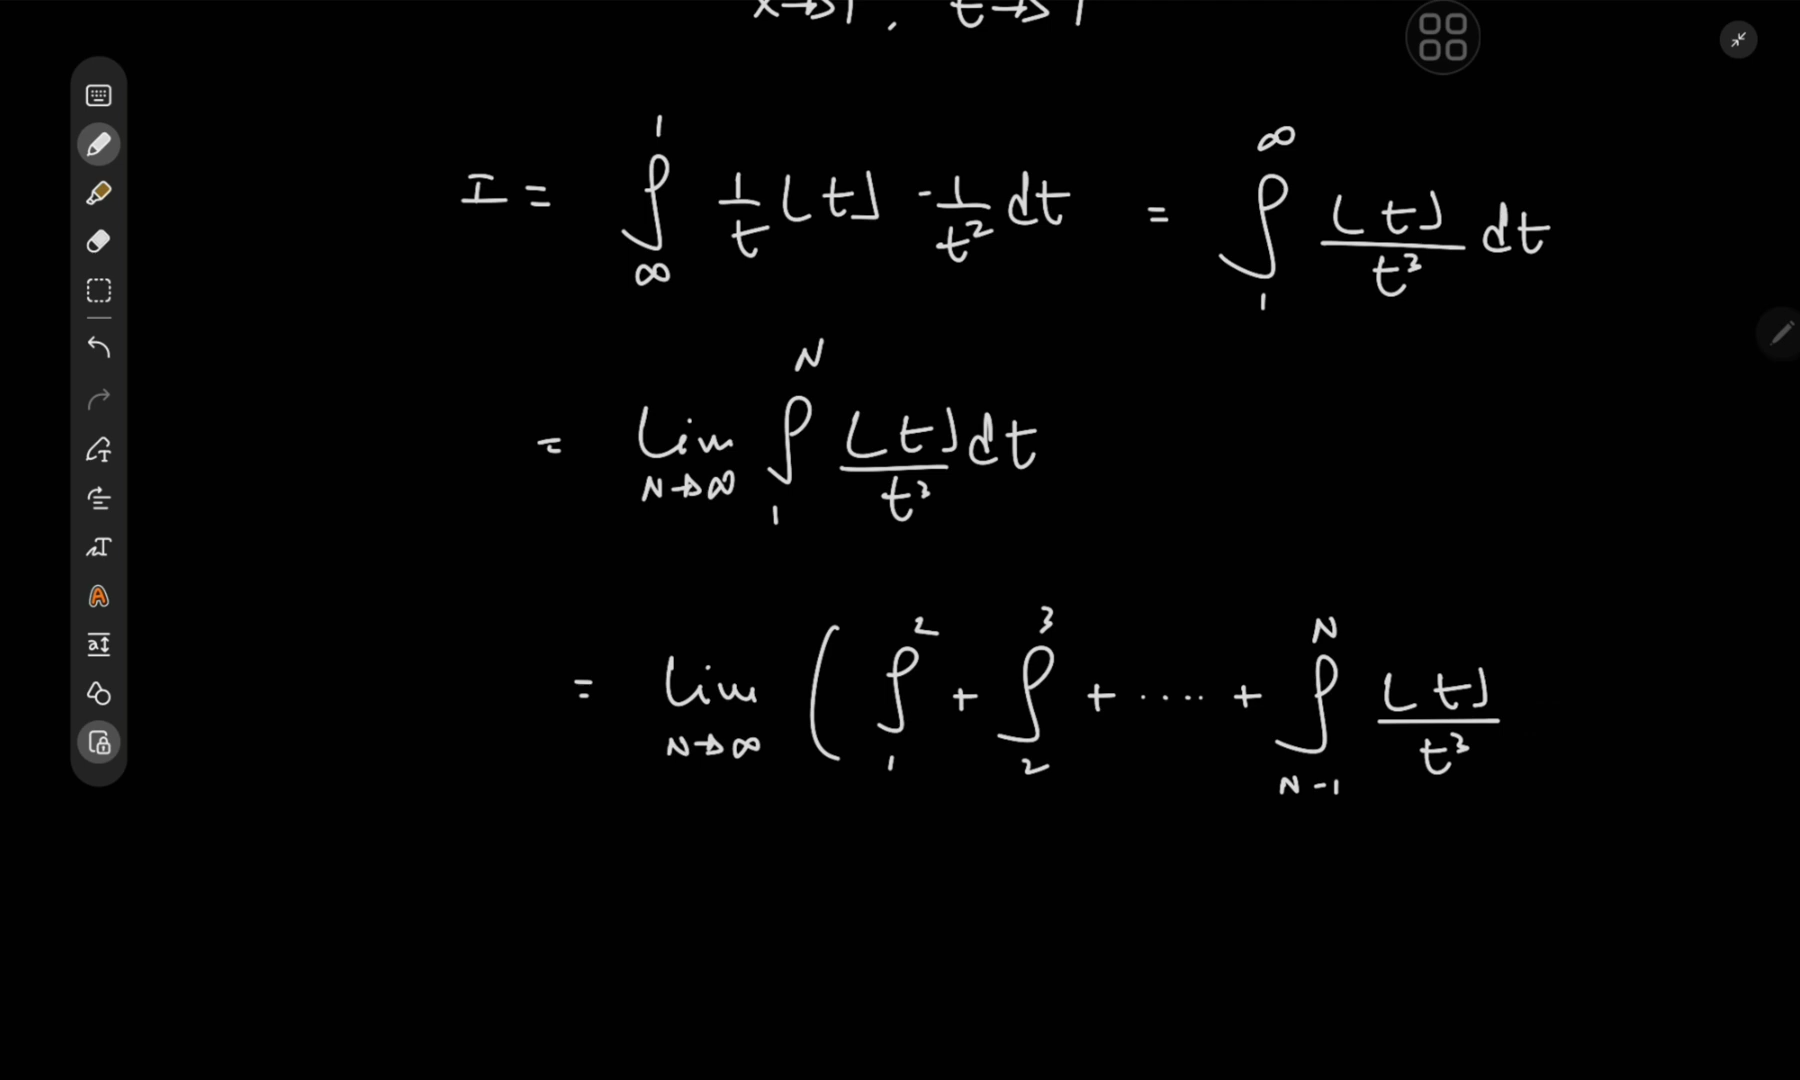 x→1, t→1
I = ∫_∞^1 1/t ⌊t⌋ -1/t² dt = ∫_1^∞ ⌊t⌋/t³ dt
= lim_{N→∞} ∫_1^N ⌊t⌋/t³ dt
= lim_{N→∞} ( ∫_1^2 + ∫_2^3 + ‥‥ + ∫_{N-1}^N ⌊t⌋/t³